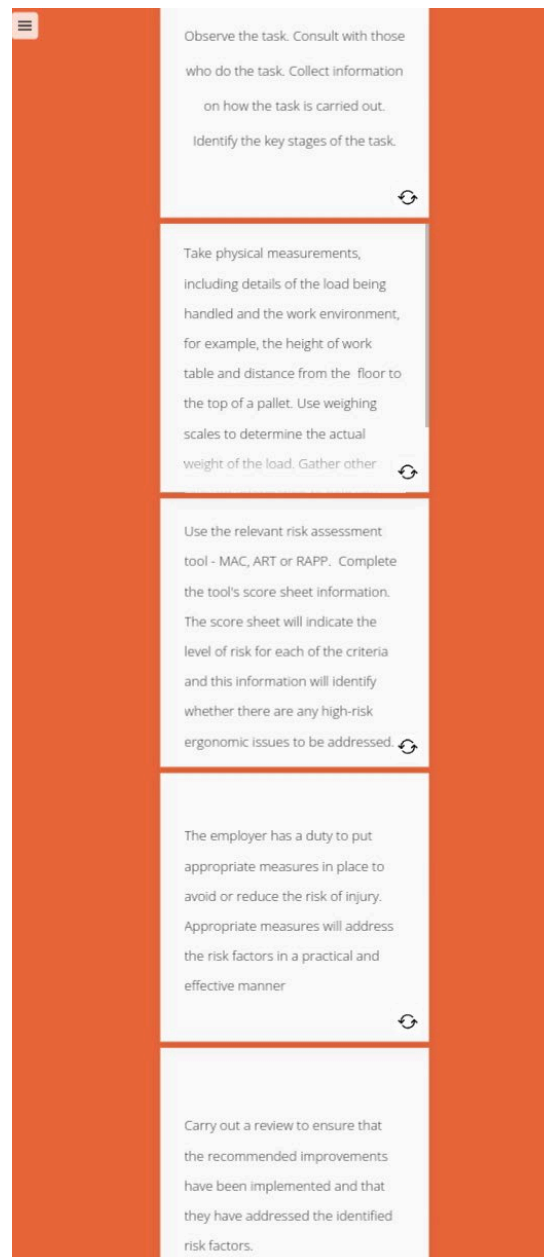 Observe the task. Consult with those
who do the task. Collect information
on how the task is carried out.
Identify the key stages of the task.
Take physical measurements,
including details of the load being
handled and the work environment,
for example, the height of work
table and distance from the floor to
the top of a pallet. Use weighing
scales to determine the actual
weight of the load. Gather other
Use the relevant risk assessment
tool - MAC, ART or RAPP. Complete
the tool's score sheet information.
The score sheet will indicate the
level of risk for each of the criteria
and this information will identify
whether there are any high-risk
ergonomic issues to be addressed.
The employer has a duty to put
appropriate measures in place to
avoid or reduce the risk of injury.
Appropriate measures will address
the risk factors in a practical and
effective manner
Carry out a review to ensure that
the recommended improvements
have been implemented and that
they have addressed the identified
risk factors.